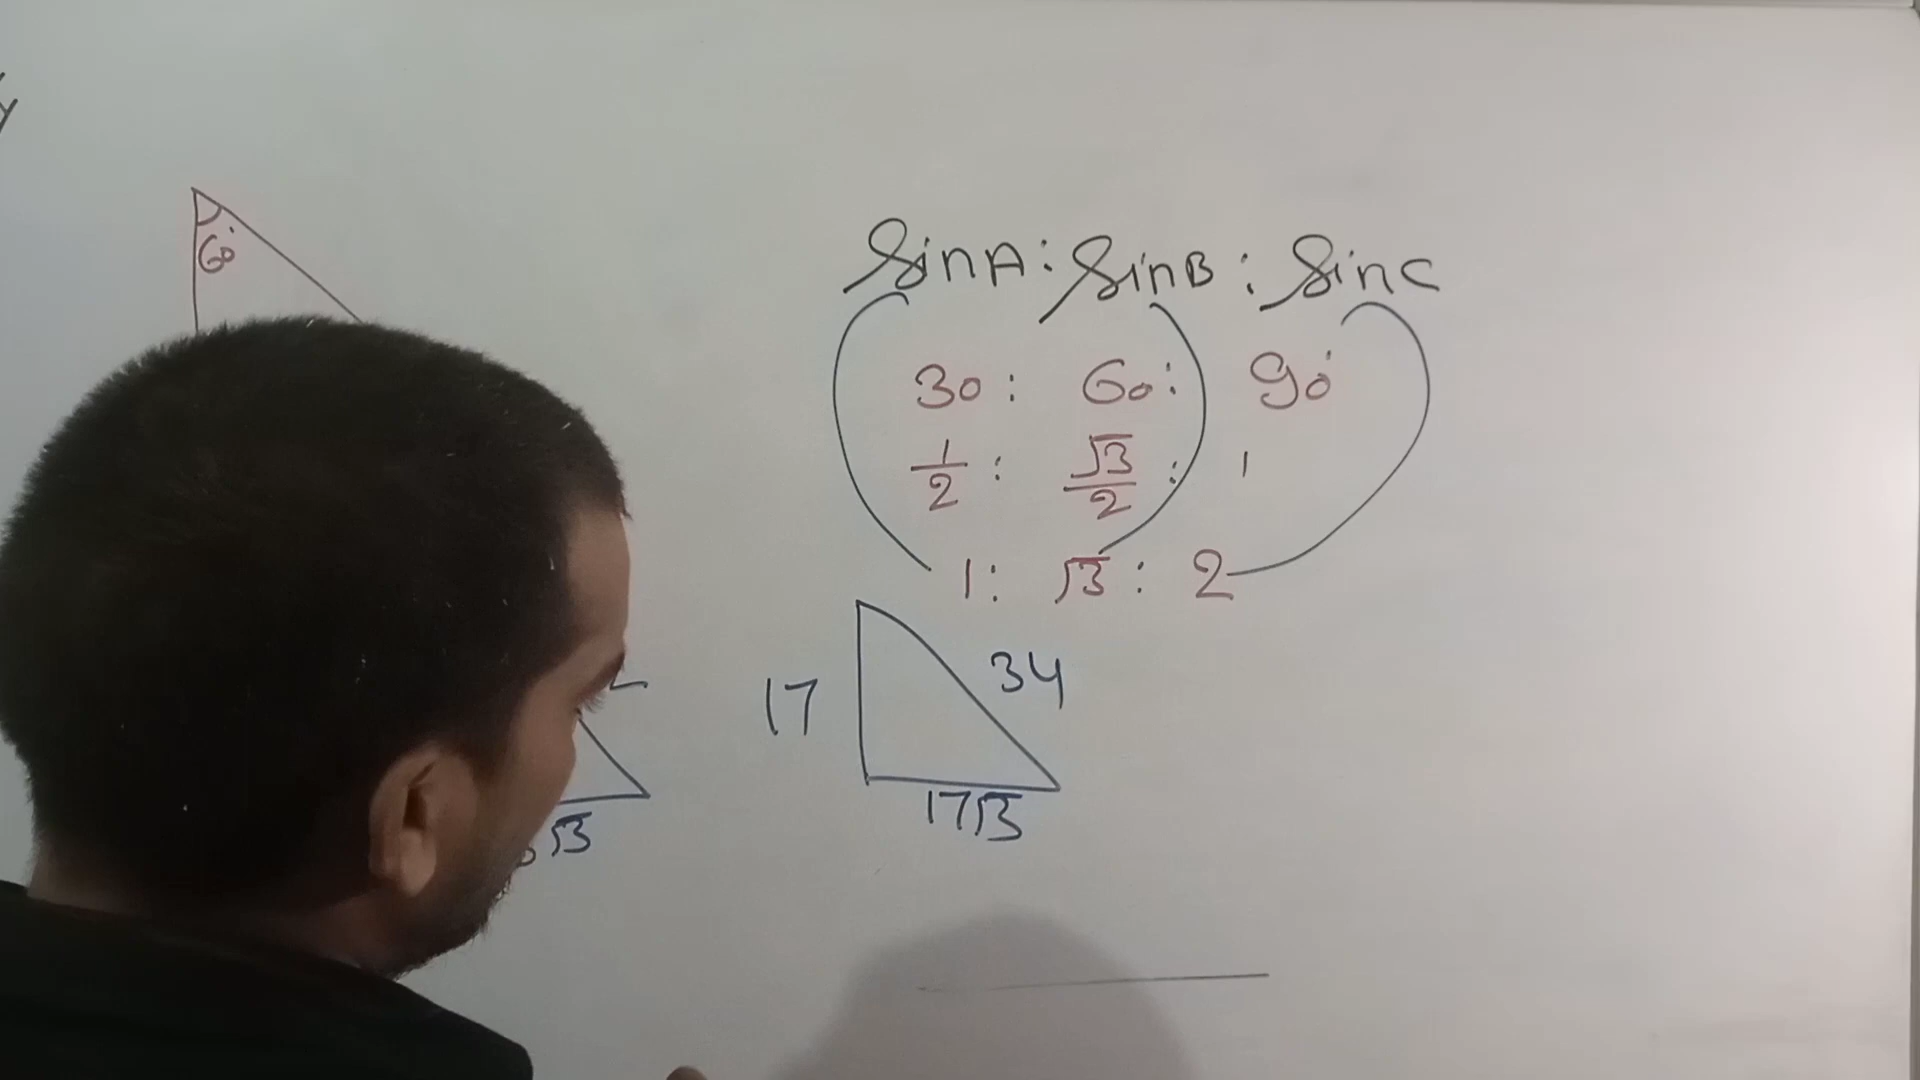 60°
SinA : SinB : SinC
30 : 60 : 90°
1/2 : √3/2 : 1
1 : √3 : 2
17
34
17√3
√3